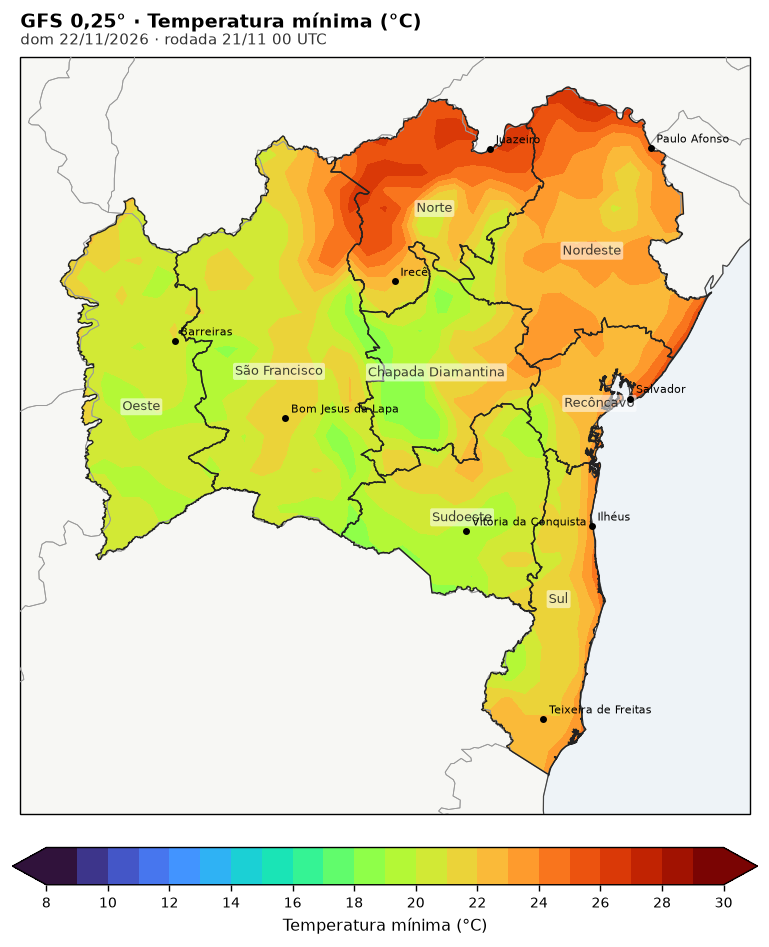 GFS 0,25° · Temperatura mínima (°C)
dom 22/11/2026 · rodada 21/11 00 UTC
Juazeiro
Paulo Afonso
Norte
Nordeste
Irecê
Barreiras
São Francisco
Chapada Diamantina
Salvador
Recôncavo
Oeste
Bom Jesus da Lapa
Sudoeste
Vitória da Conquista
Ilhéus
Sul
Teixeira de Freitas
8 10 12 14 16 18 20 22 24 26 28 30
Temperatura mínima (°C)